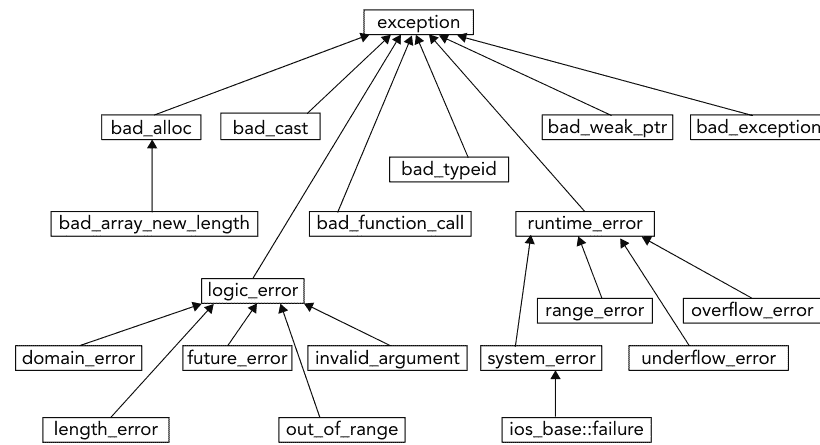 exception
bad_alloc
bad_cast
bad_weak_ptr
bad_exception
bad_typeid
bad_array_new_length
bad_function_call
runtime_error
logic_error
range_error
overflow_error
domain_error
future_error
invalid_argument
system_error
underflow_error
length_error
out_of_range
ios_base::failure